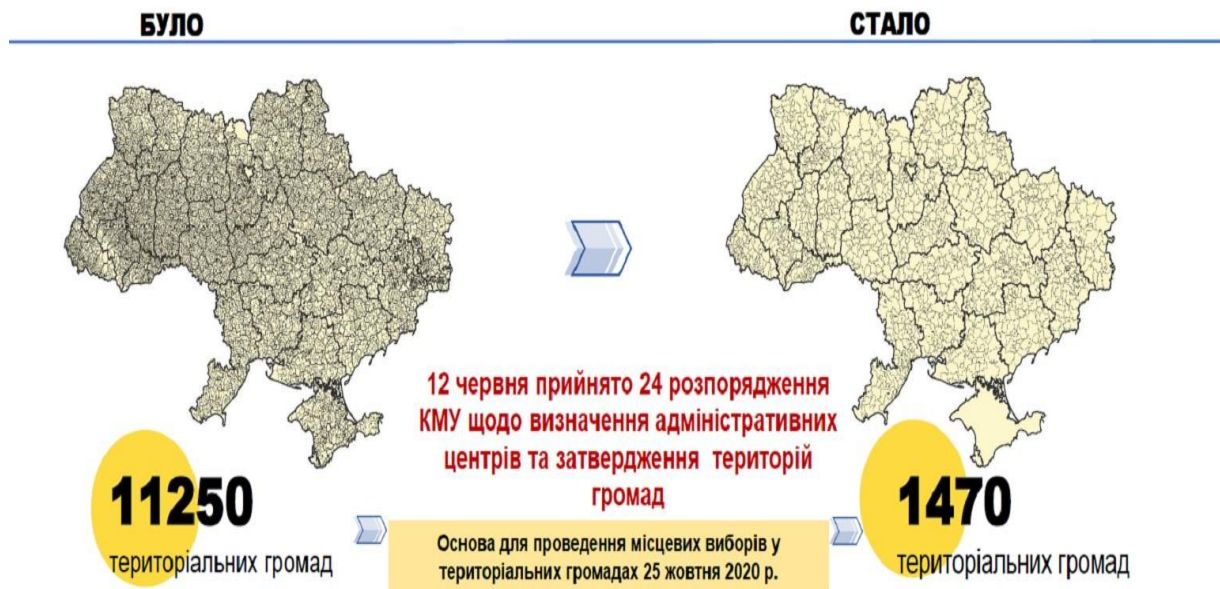 БУЛО
СТАЛО
12 червня прийнято 24 розпорядження
КМУ щодо визначення адміністративних
центрів та затвердження територій
громад
11250
територіальних громад
1470
територіальних громад
Основа для проведення місцевих виборів у
територіальних громадах 25 жовтня 2020 р.